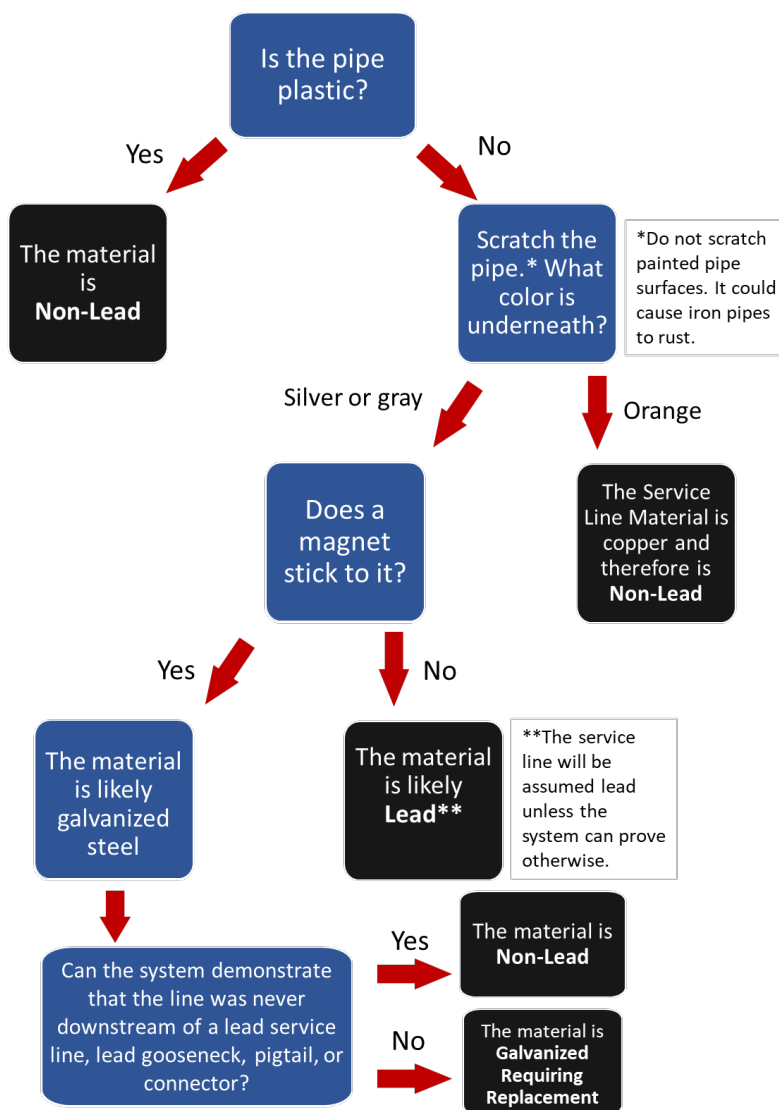 Is the pipe
plastic?
Yes
No
The material
is
Non-Lead
Scratch the
pipe.* What
color is
underneath?
*Do not scratch
painted pipe
surfaces. It could
cause iron pipes
to rust.
Silver or gray
Orange
Does a
magnet
stick to it?
The Service
Line Material is
copper and
therefore is
Non-Lead
Yes
No
The material
is likely
galvanized
steel
The material
is likely
Lead**
**The service
line will be
assumed lead
unless the
system can prove
otherwise.
Can the system demonstrate
that the line was never
downstream of a lead service
line, lead gooseneck, pigtail, or
connector?
Yes
The material is
Non-Lead
No
The material is
Galvanized
Requiring
Replacement